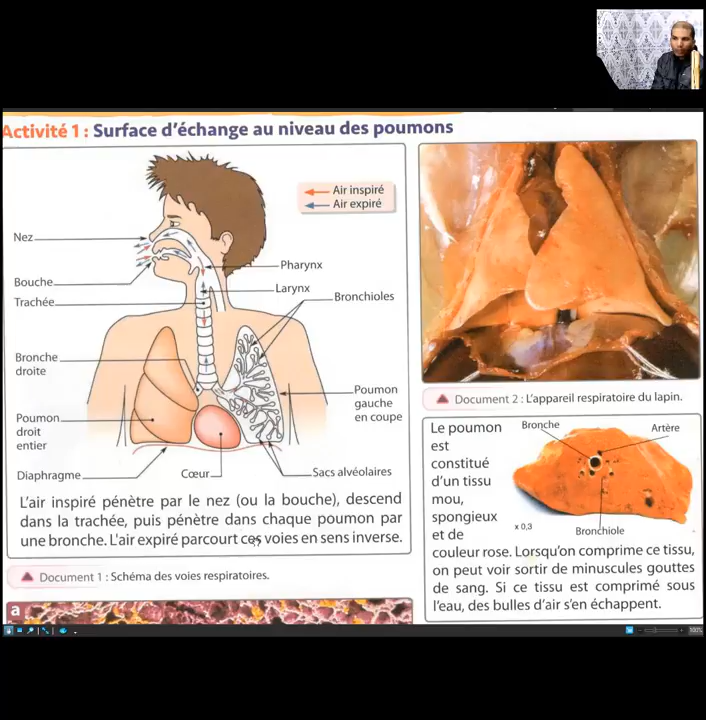 Activité 1 : Surface d'échange au niveau des poumons
Air inspiré
Air expiré
Nez
Bouche
Trachée
Bronche
droite
Poumon
droit
entier
Diaphragme
Cœur
Pharynx
Larynx
Bronchioles
Poumon
gauche
en coupe
Sacs alvéolaires
L'air inspiré pénètre par le nez (ou la bouche), descend
dans la trachée, puis pénètre dans chaque poumon par
une bronche. L'air expiré parcourt ces voies en sens inverse.
Document 1 : Schéma des voies respiratoires.
a
Document 2 : L'appareil respiratoire du lapin.
Le poumon
est
constitué
d'un tissu
mou,
spongieux
et de
couleur rose. Lorsqu'on comprime ce tissu,
on peut voir sortir de minuscules gouttes
de sang. Si ce tissu est comprimé sous
l'eau, des bulles d'air s'en échappent.
Bronche
Artère
x 0,3
Bronchiole
100%